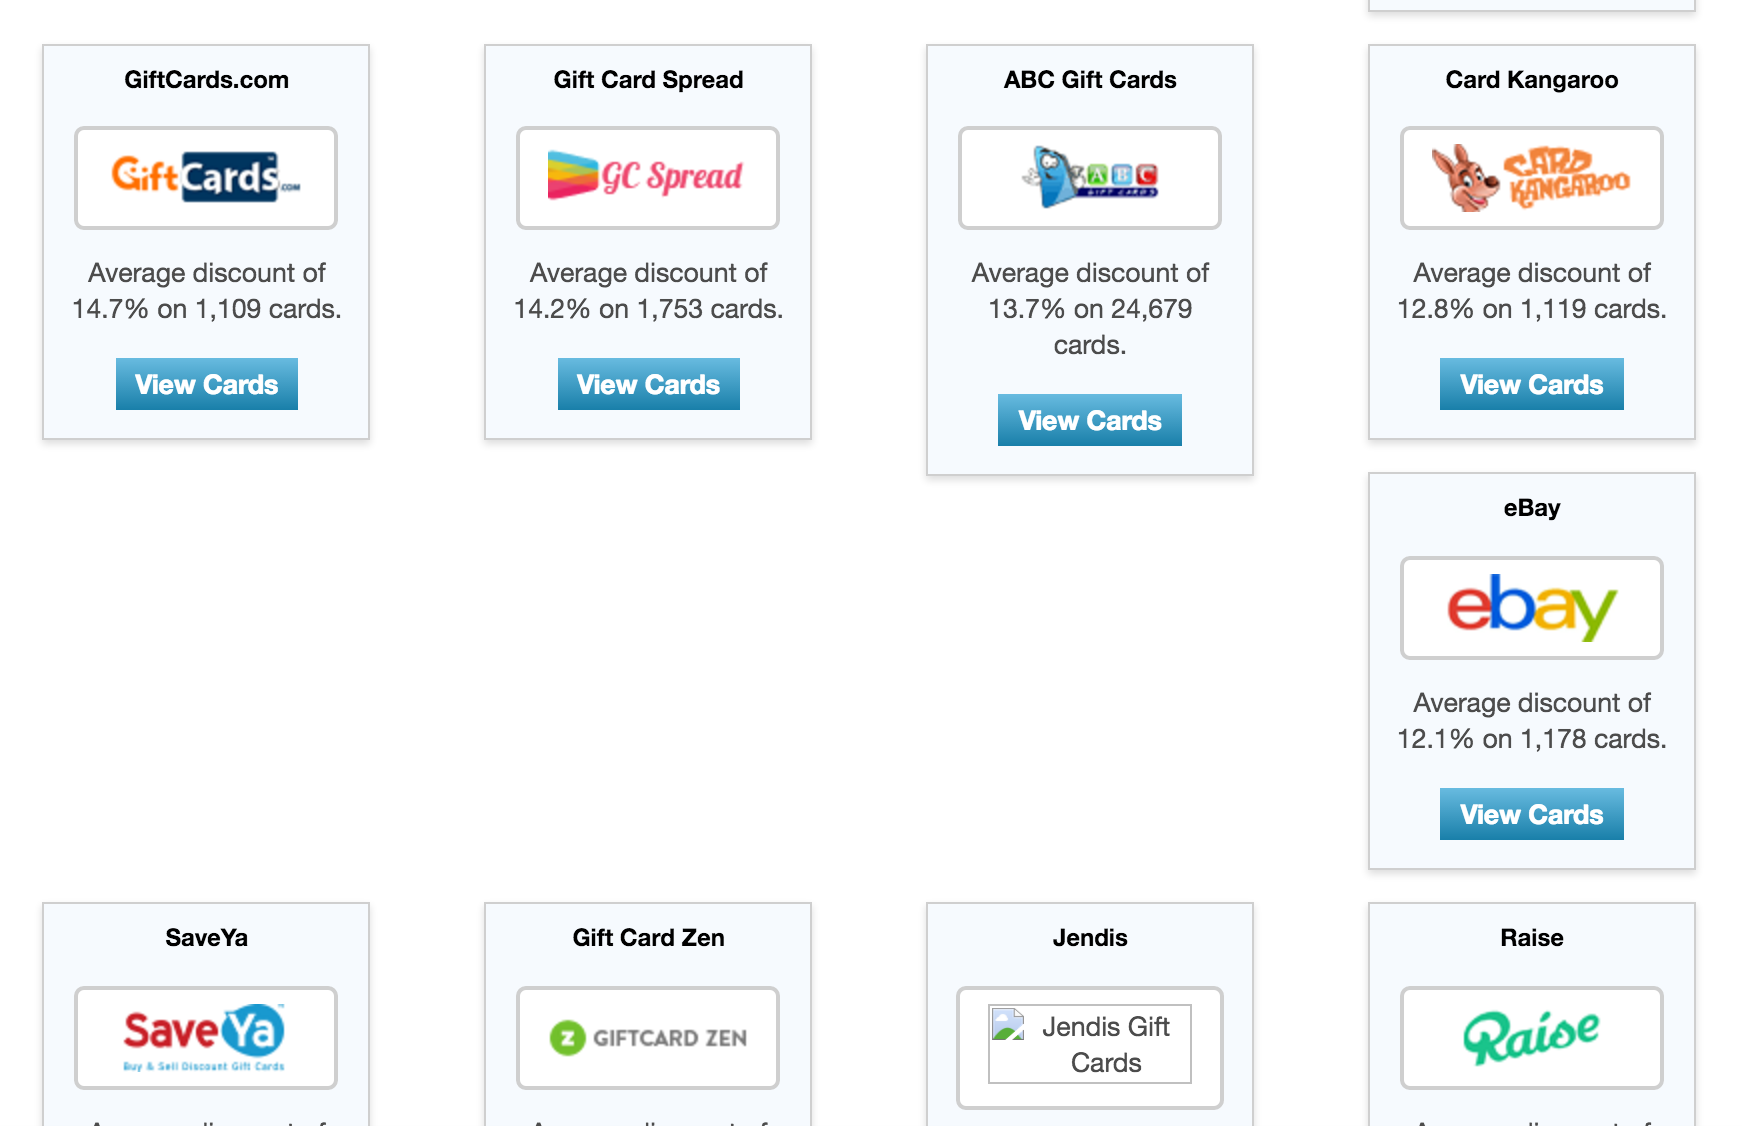 GiftCards.com
GiftCards.COM
Average discount of
14.7% on 1,109 cards.
View Cards
Gift Card Spread
GC Spread
Average discount of
14.2% on 1,753 cards.
View Cards
ABC Gift Cards
ABC
GIFT CARDS
Average discount of
13.7% on 24,679
cards.
View Cards
Card Kangaroo
CARD
KANGAROO
Average discount of
12.8% on 1,119 cards.
View Cards
eBay
ebay
Average discount of
12.1% on 1,178 cards.
View Cards
SaveYa
SaveYa
Buy & Sell Discount Gift Cards
Gift Card Zen
Z GIFTCARD ZEN
Jendis
Jendis Gift
Cards
Raise
Raise